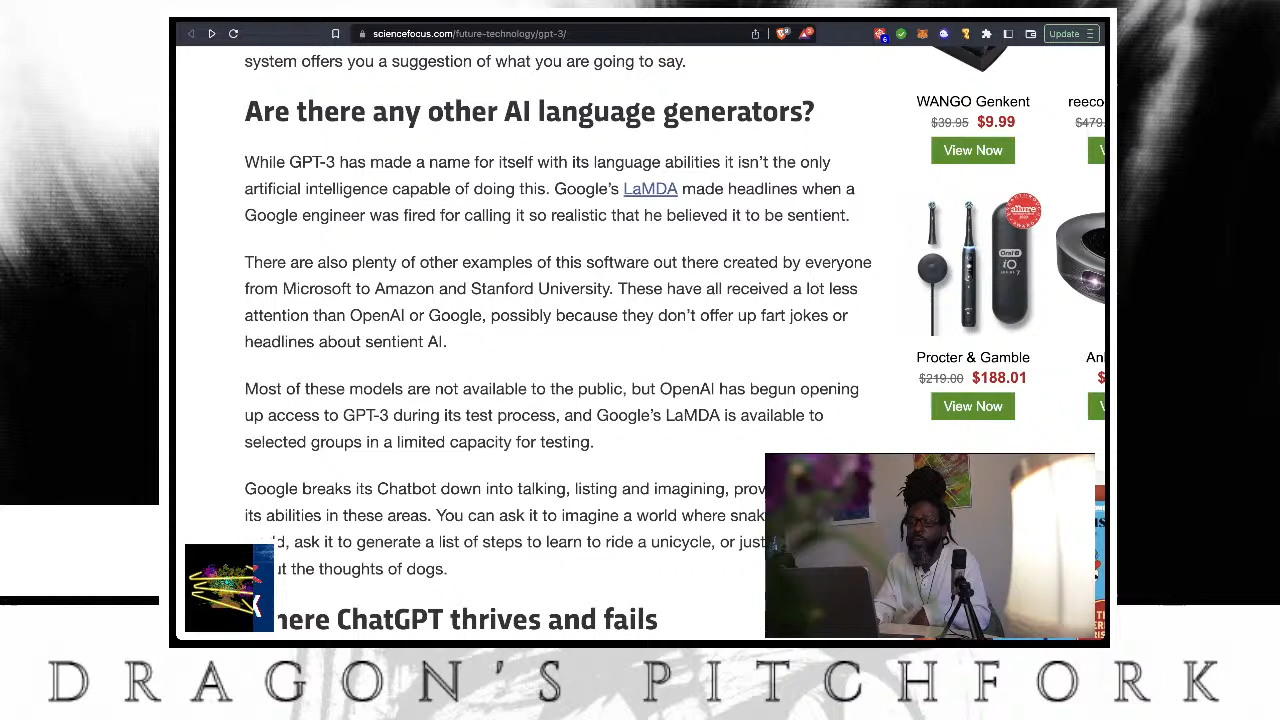 sciencefocus.com/future-technology/gpt-3/
Update
6
system offers you a suggestion of what you are going to say.
Are there any other AI language generators?
While GPT-3 has made a name for itself with its language abilities it isn't the only
artificial intelligence capable of doing this. Google's LaMDA made headlines when a
Google engineer was fired for calling it so realistic that he believed it to be sentient.
There are also plenty of other examples of this software out there created by everyone
from Microsoft to Amazon and Stanford University. These have all received a lot less
attention than OpenAI or Google, possibly because they don't offer up fart jokes or
headlines about sentient AI.
Most of these models are not available to the public, but OpenAI has begun opening
up access to GPT-3 during its test process, and Google's LaMDA is available to
selected groups in a limited capacity for testing.
Google breaks its Chatbot down into talking, listing and imagining, prov
its abilities in these areas. You can ask it to imagine a world where snak
ask it to generate a list of steps to learn to ride a unicycle, or just
the thoughts of dogs.
here ChatGPT thrives and fails
WANGO Genkent
$39.95 $9.99
View Now
reeco
$479.
V
allure
Oral B
iO
SERIES 7
Procter & Gamble
$219.00 $188.01
View Now
An
$
V
DRAGON'S PITCHFORK